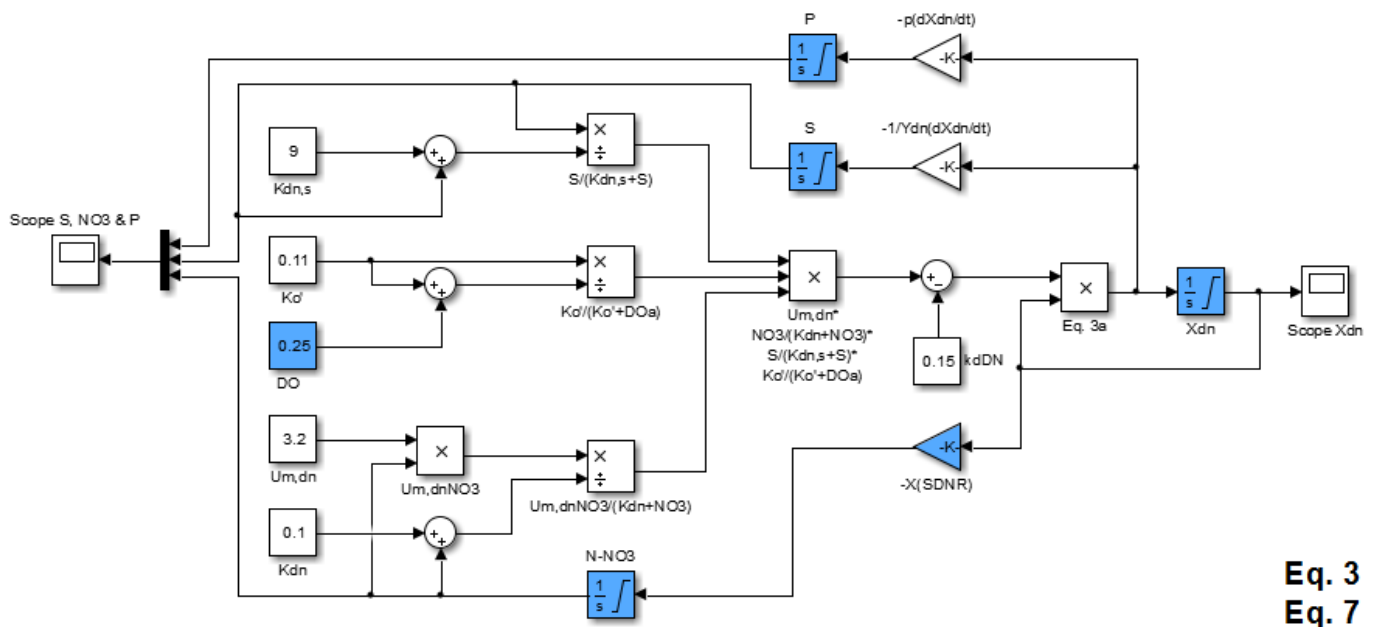 P
-p(dXdn/dt)
1
s
-K-
S
-1/Ydn(dXdn/dt)
1
s
-K-
9
Kdn,s
+
+
×
÷
S/(Kdn,s+S)
Scope S, NO3 & P
0.11
Ko'
+
+
×
÷
Ko'/(Ko'+DOa)
0.25
DO
×
Um,dn*
NO3/(Kdn+NO3)*
S/(Kdn,s+S)*
Ko'/(Ko'+DOa)
+
−
0.15
kdDN
×
Eq. 3a
1
s
Xdn
Scope Xdn
3.2
Um,dn
×
Um,dnNO3
×
÷
Um,dnNO3/(Kdn+NO3)
-K-
-X(SDNR)
0.1
Kdn
+
+
N-NO3
1
s
Eq. 3
Eq. 7